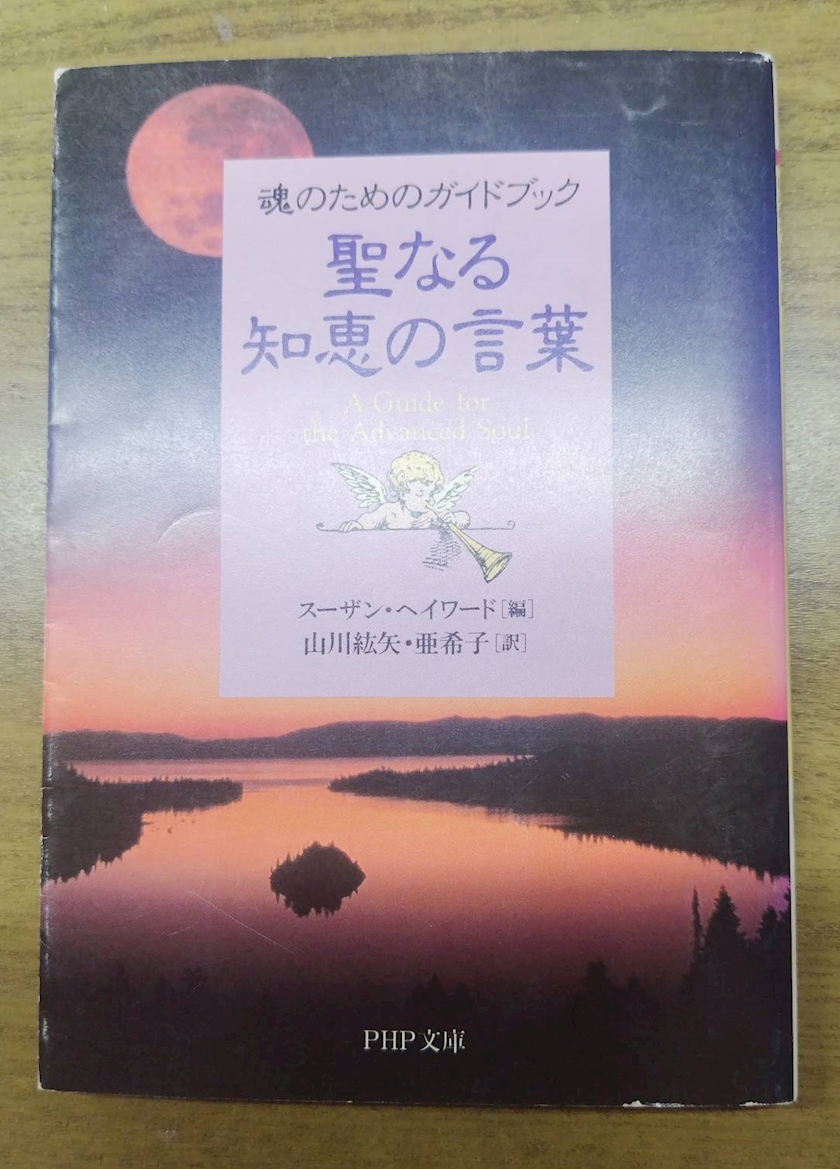 魂のためのガイドブック
聖なる
知恵の言葉
A Guide for
the Advanced Soul
スーザン・ヘイワード[編]
山川紘矢・亜希子[訳]
PHP文庫